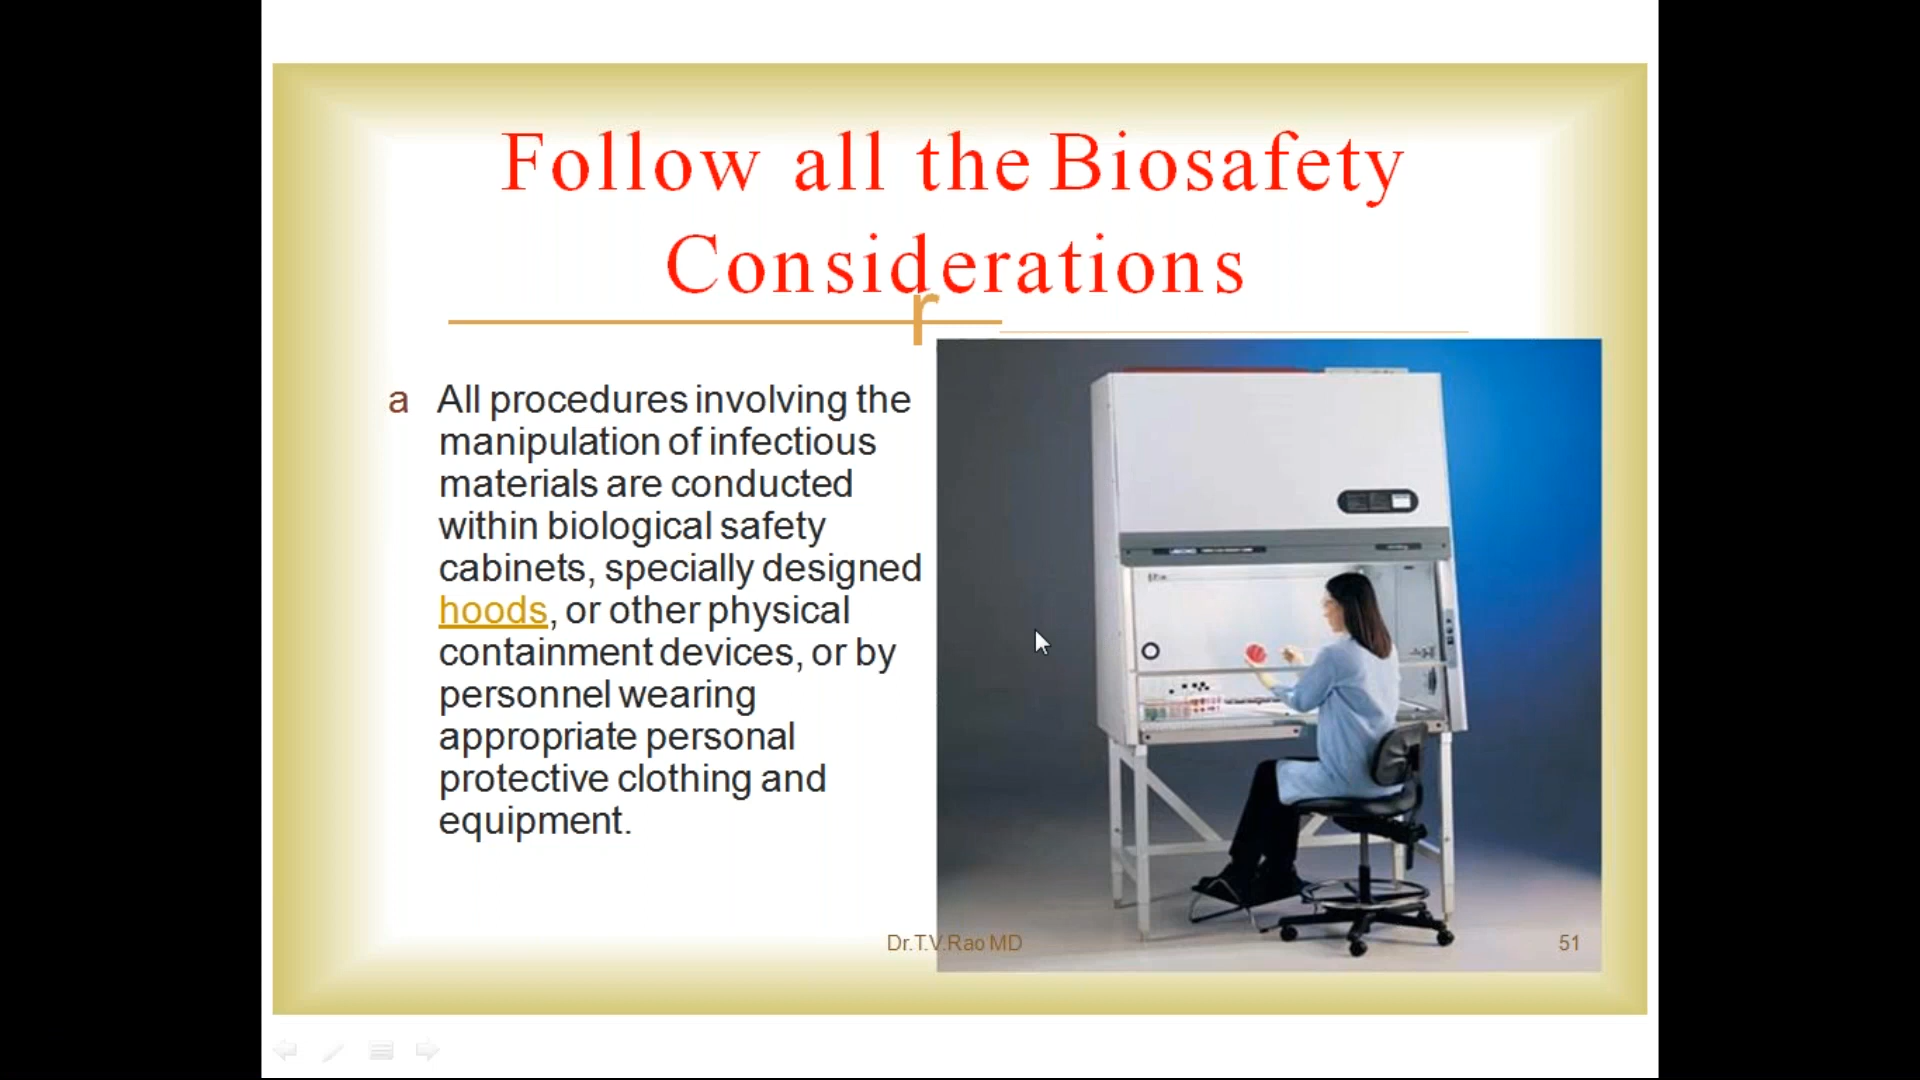 Follow all the Biosafety
Considerations
r
a All procedures involving the
manipulation of infectious
materials are conducted
within biological safety
cabinets, specially designed
hoods, or other physical
containment devices, or by
personnel wearing
appropriate personal
protective clothing and
equipment.
Dr.T.V.Rao MD
51